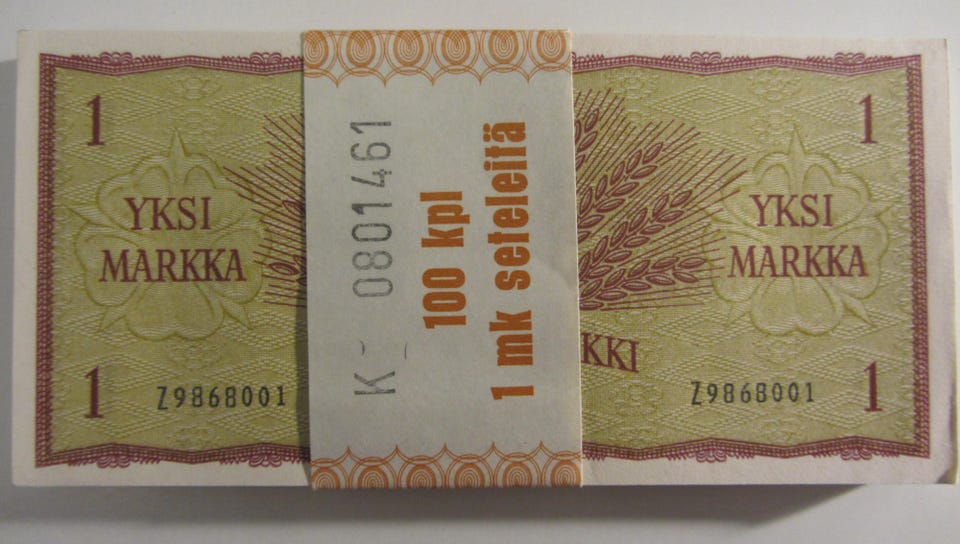 1
1
YKSI
MARKKA
YKSI
MARKKA
KKI
1
Z9868001
Z9868001
1
K 0801461
100 kpl
1 mk seteleitä